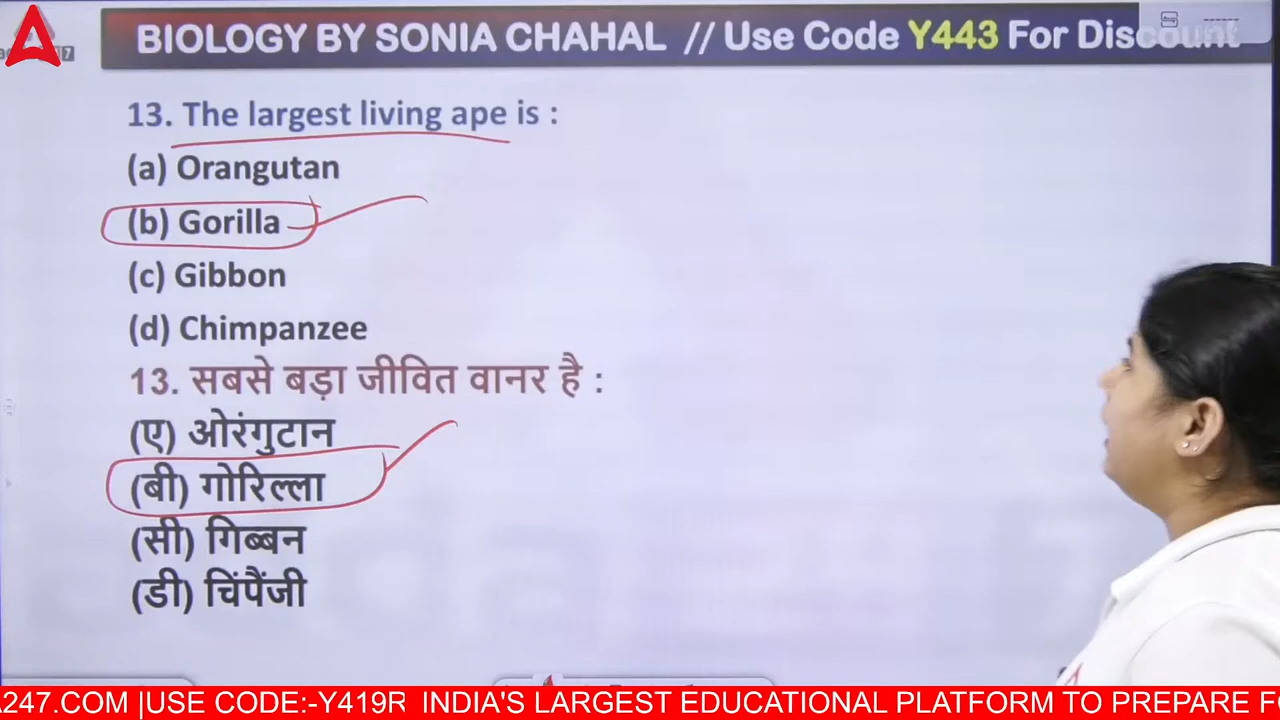 BIOLOGY BY SONIA CHAHAL // Use Code Y443 For Discount
13. The largest living ape is :
(a) Orangutan
(b) Gorilla
(c) Gibbon
(d) Chimpanzee
13. सबसे बड़ा जीवित वानर है :
(ए) ओरंगुटान
(बी) गोरिल्ला
(सी) गिब्बन
(डी) चिंपैंजी
A247.COM |USE CODE:-Y419R INDIA'S LARGEST EDUCATIONAL PLATFORM TO PREPARE FO